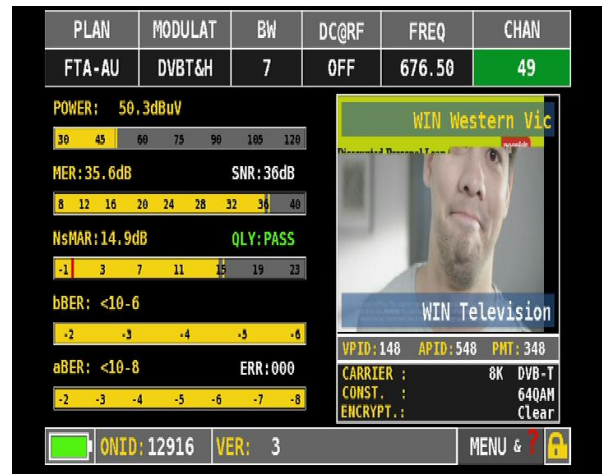 PLAN MODULAT BW DC@RF FREQ CHAN
FTA-AU DVBT&H 7 OFF 676.50 49
POWER: 50.3dBuV
30 45 60 75 90 105 120
MER:35.6dB SNR:36dB
8 12 16 20 24 28 32 36 40
NsMAR:14.9dB QLY:PASS
-1 3 7 11 15 19 23
bBER: <10-6
-2 -3 -4 -5 -6
aBER: <10-8 ERR:000
-2 -3 -4 -5 -6 -7 -8
WIN Western Vic
WIN Television
VPID:148 APID:548 PMT:348
CARRIER : 8K DVB-T
CONST. : 64QAM
ENCRYPT.: Clear
ONID:12916 VER: 3 MENU & ?